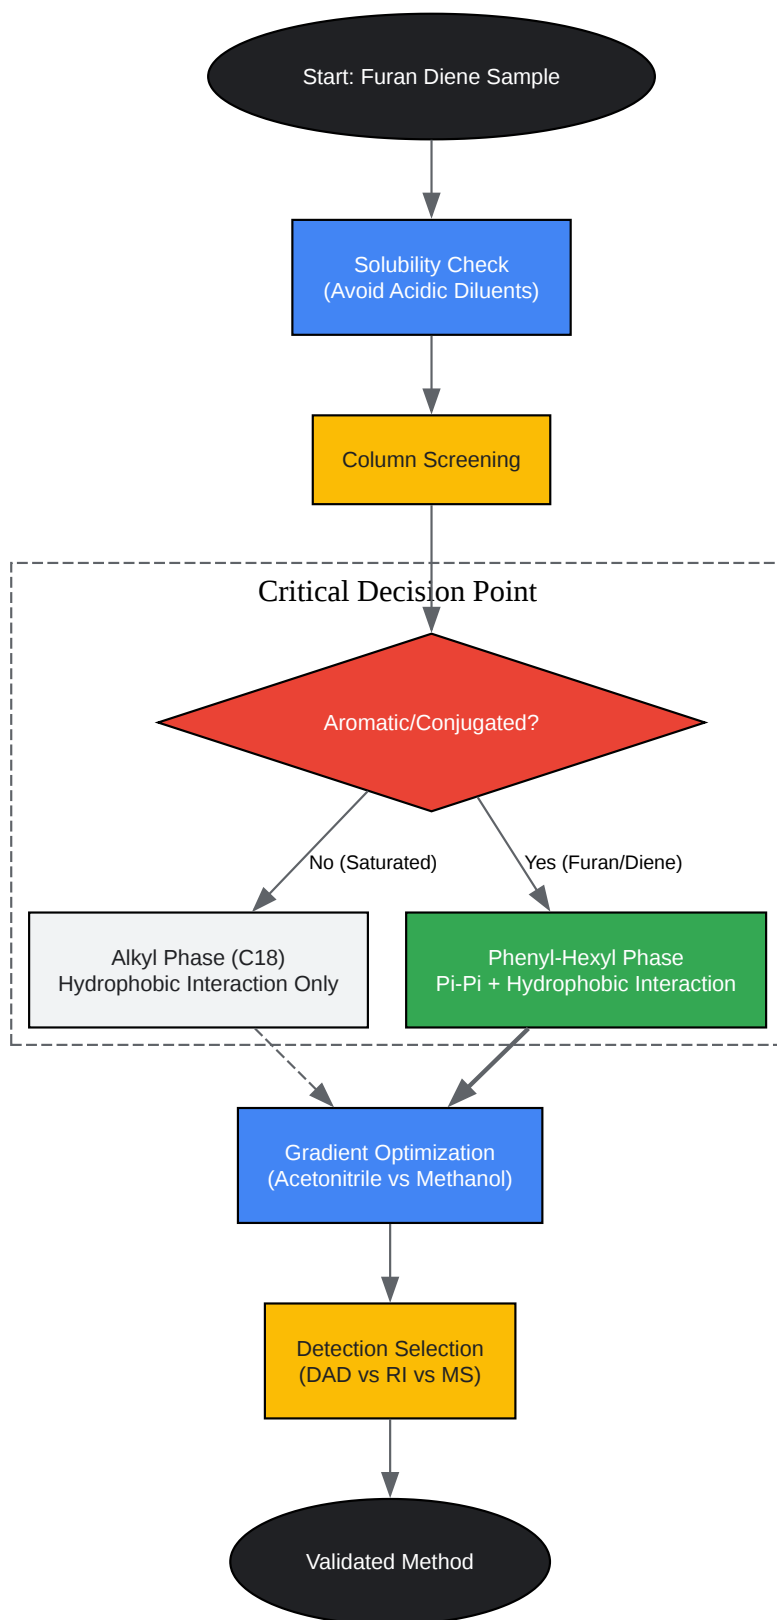 Start: Furan Diene Sample
Solubility Check
(Avoid Acidic Diluents)
Column Screening
Critical Decision Point
Aromatic/Conjugated?
No (Saturated)
Yes (Furan/Diene)
Alkyl Phase (C18)
Hydrophobic Interaction Only
Phenyl-Hexyl Phase
Pi-Pi + Hydrophobic Interaction
Gradient Optimization
(Acetonitrile vs Methanol)
Detection Selection
(DAD vs RI vs MS)
Validated Method